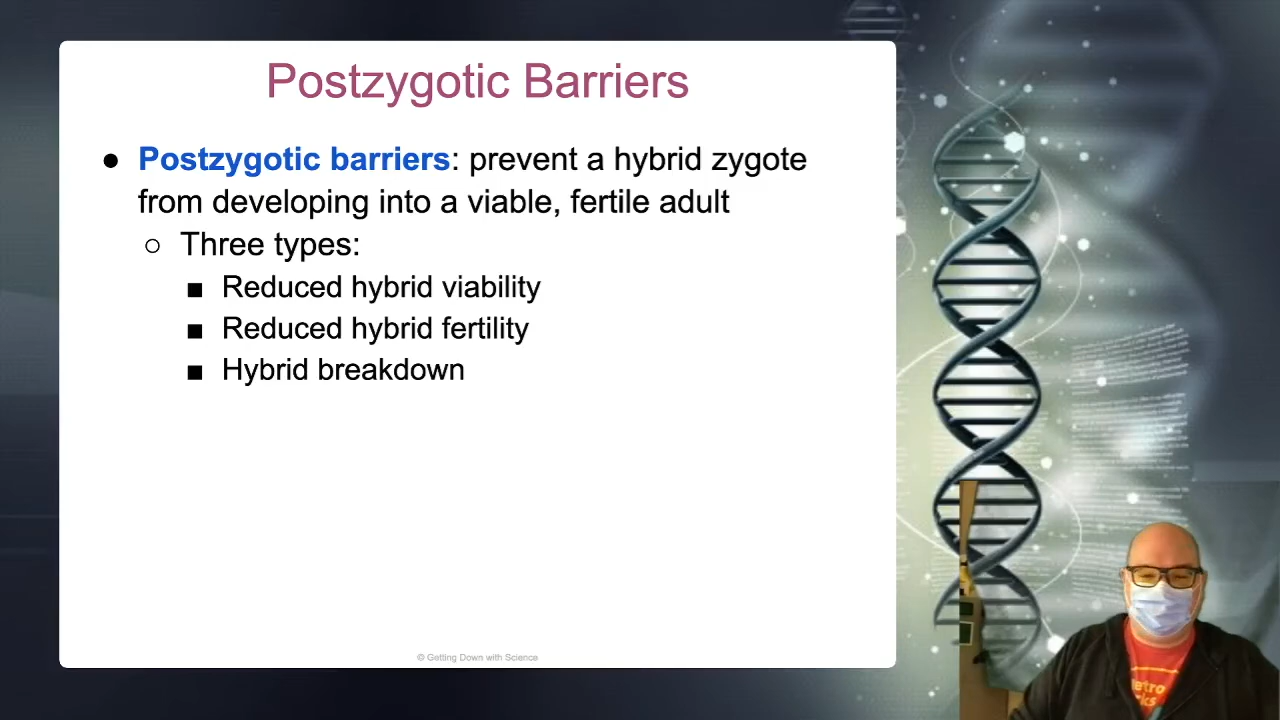 Postzygotic Barriers
● Postzygotic barriers: prevent a hybrid zygote
from developing into a viable, fertile adult
○ Three types:
■ Reduced hybrid viability
■ Reduced hybrid fertility
■ Hybrid breakdown
© Getting Down with Science